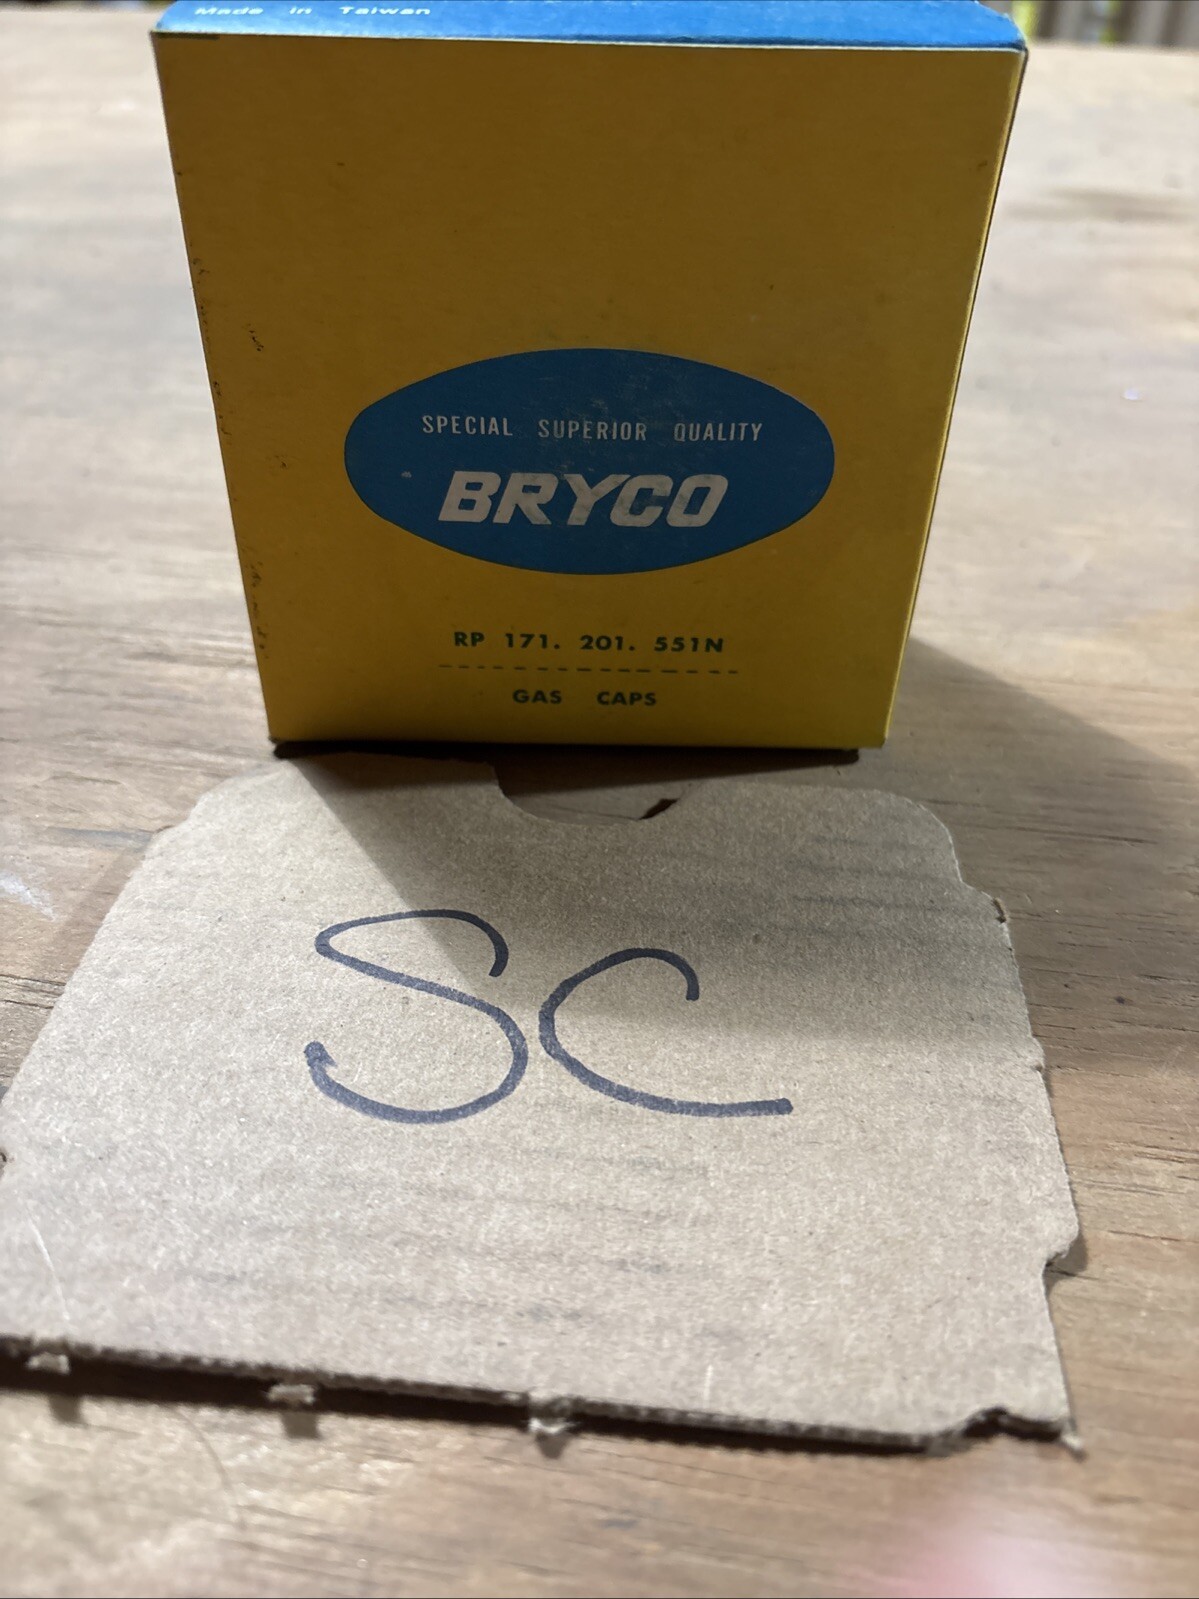 Made in Taiwan
SPECIAL SUPERIOR QUALITY
BRYCO
RP 171. 201. 551N
GAS CAPS
SC